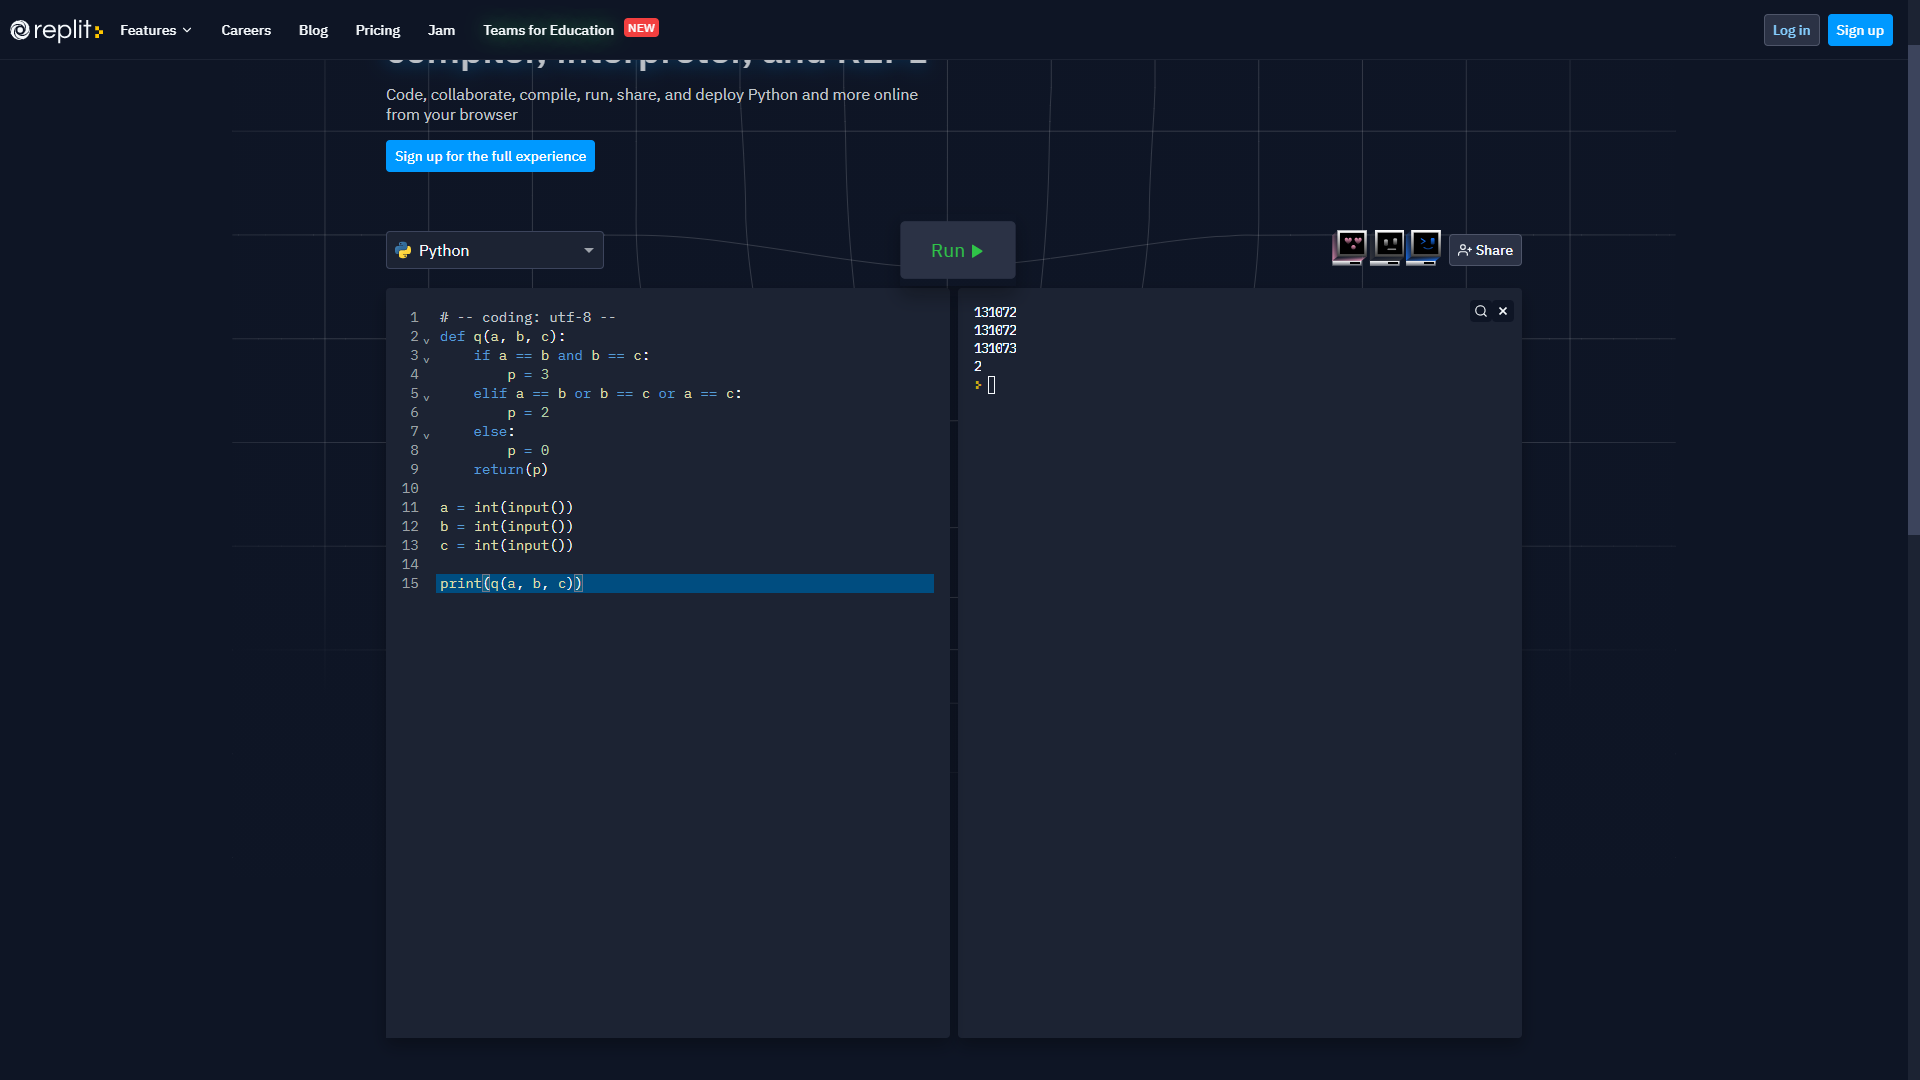 replit
Features
Careers
Blog
Pricing
Jam
Teams for Education
NEW
Log in
Sign up
Code, collaborate, compile, run, share, and deploy Python and more online
from your browser
Sign up for the full experience
Python
Run
Share
1 # -- coding: utf-8 --
2 def q(a, b, c):
3     if a == b and b == c:
4         p = 3
5     elif a == b or b == c or a == c:
6         p = 2
7     else:
8         p = 0
9     return(p)
10
11 a = int(input())
12 b = int(input())
13 c = int(input())
14
15 print(q(a, b, c))
131072
131072
131073
2